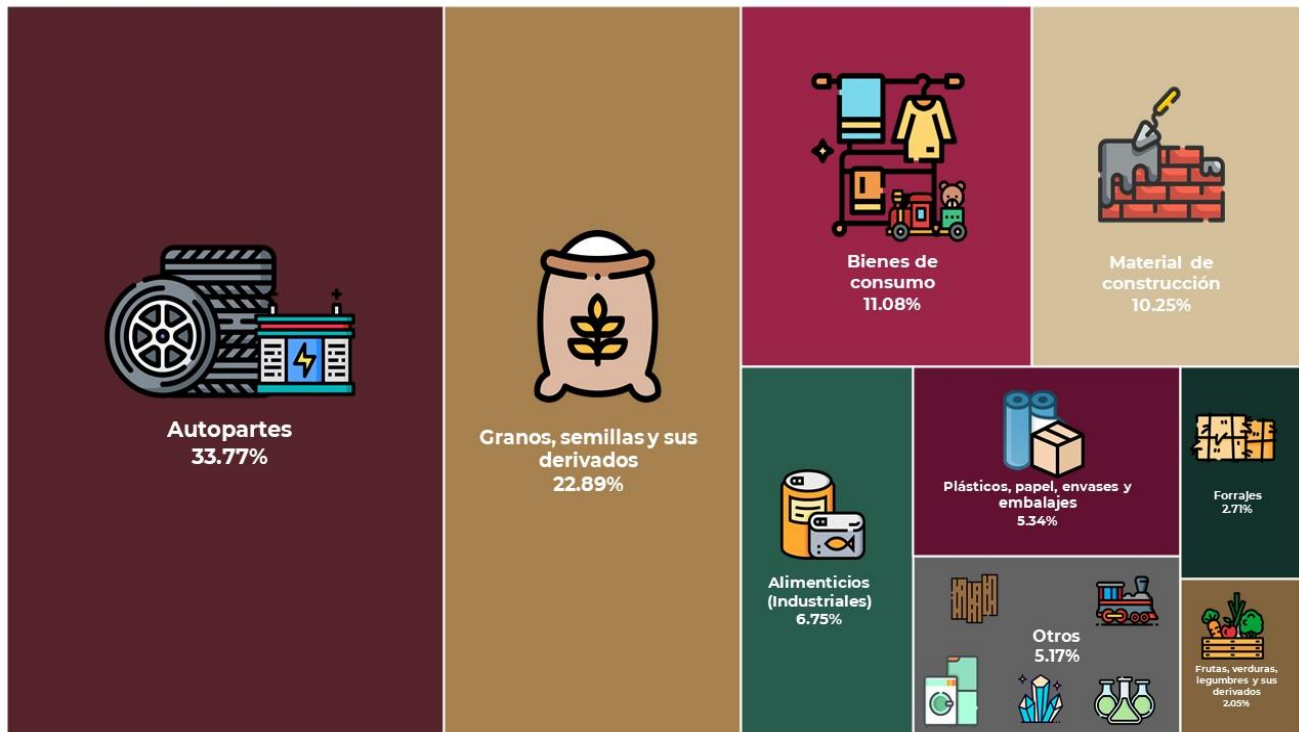 Autopartes
33.77%
Granos, semillas y sus
derivados
22.89%
Bienes de
consumo
11.08%
Material de
construcción
10.25%
Alimenticios
(Industriales)
6.75%
Plásticos, papel, envases y
embalajes
5.34%
Otros
5.17%
Forrajes
2.71%
Frutas, verduras,
legumbres y sus
derivados
2.05%